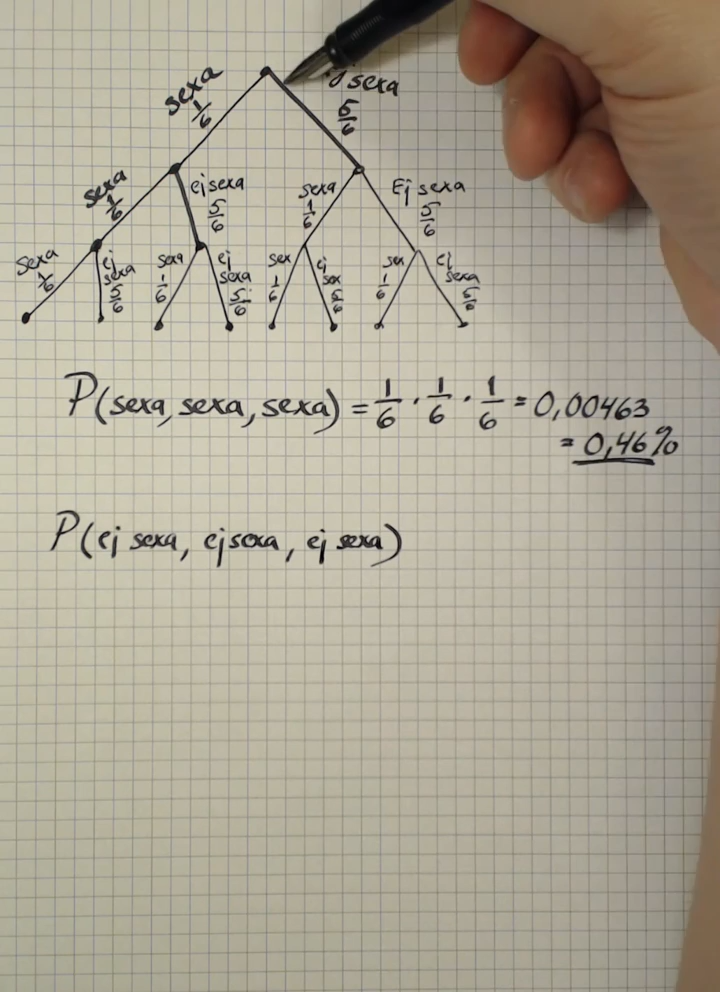 sexa
1/6
ej sexa
5/6
sexa
1/6
ej sexa
5/6
sexa
1/6
Ej sexa
5/6
sexa
1/6
ej sexa
5/6
sexa
1/6
ej sexa
5/6
sex
1/6
ej sex
5/6
sex
1/6
ej sexa
5/6
P(sexa, sexa, sexa) = 1/6 · 1/6 · 1/6 = 0,00463
= 0,46%
P(ej sexa, ej sexa, ej sexa)